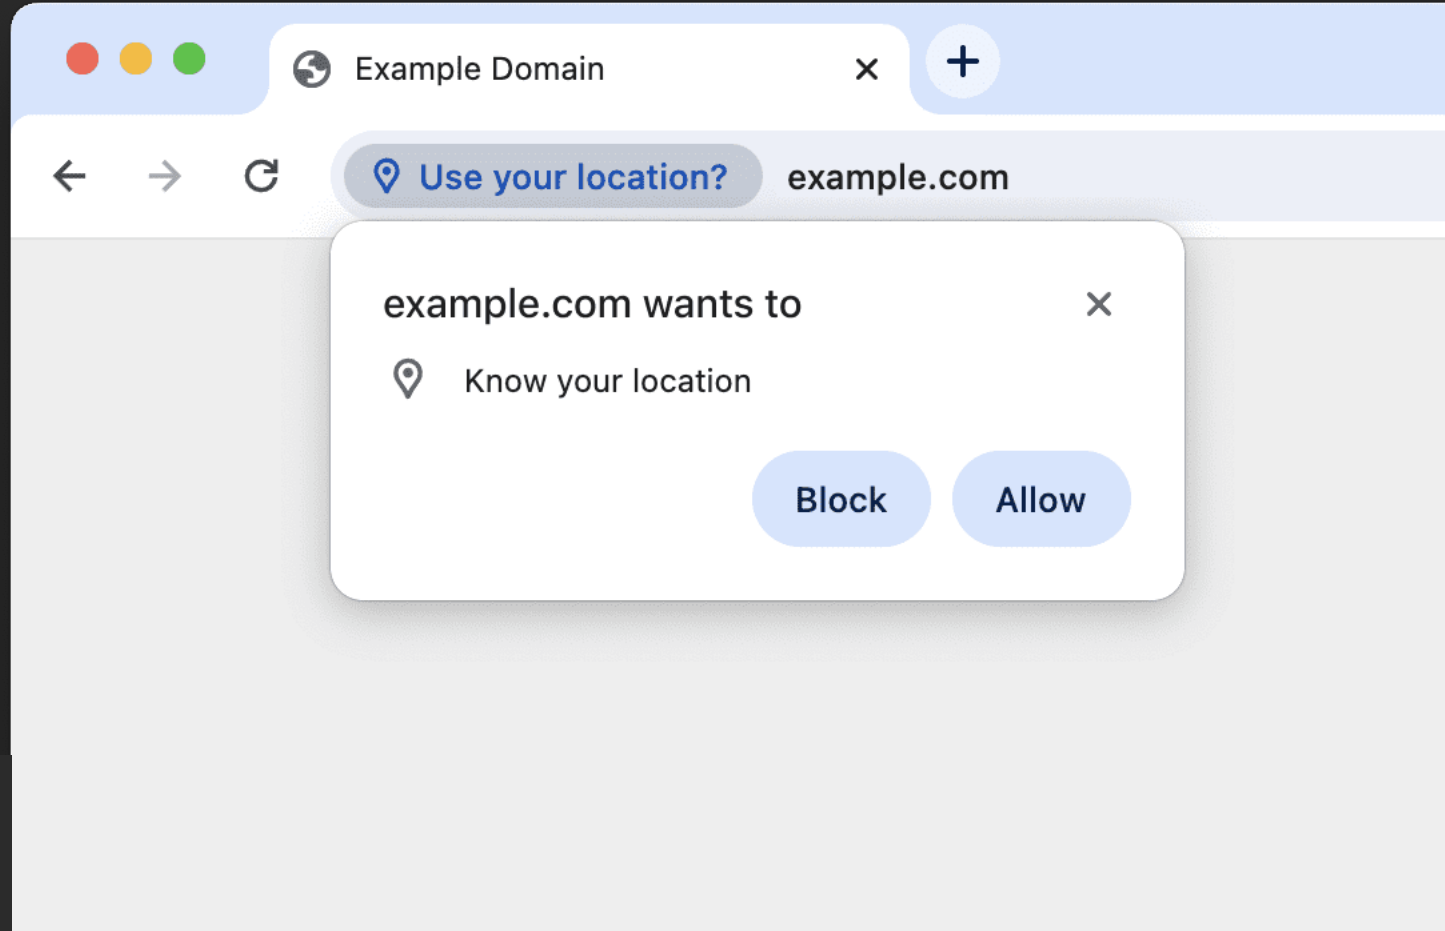 Example Domain
Use your location? example.com
example.com wants to
Know your location
Block Allow